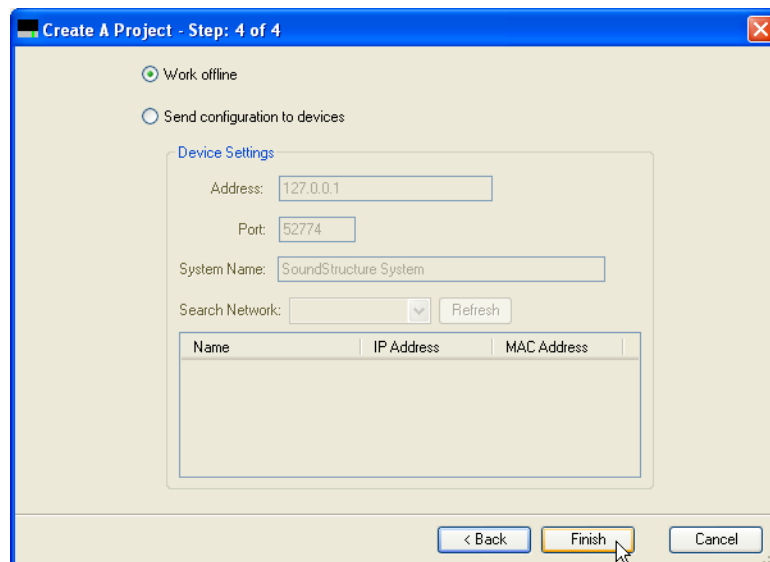 Create A Project - Step: 4 of 4
Work offline
Send configuration to devices
Device Settings
Address: 127.0.0.1
Port: 52774
System Name: SoundStructure System
Search Network: Refresh
Name IP Address MAC Address
< Back Finish Cancel